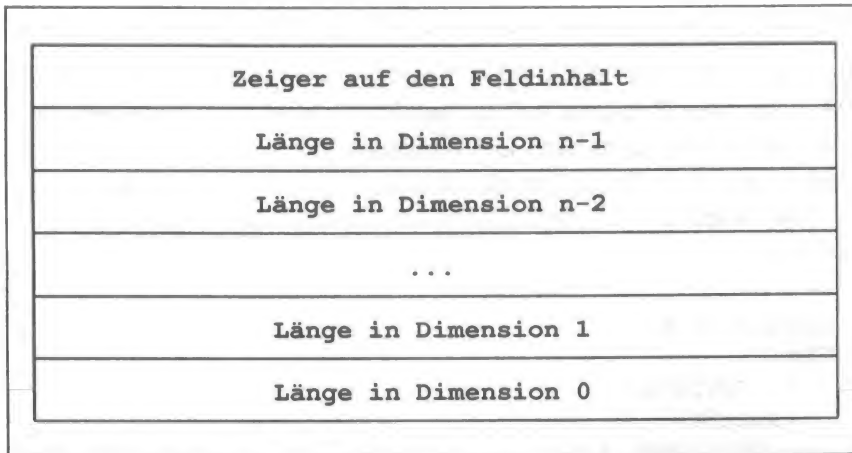 Zeiger auf den Feldinhalt
Länge in Dimension n-1
Länge in Dimension n-2
...
Länge in Dimension 1
Länge in Dimension 0